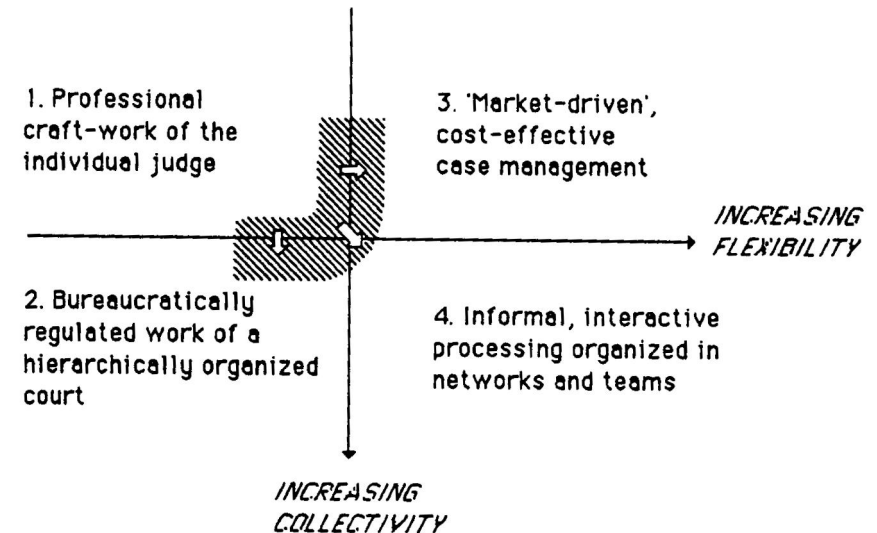 1. Professional
craft-work of the
individual judge
3. 'Market-driven',
cost-effective
case management
INCREASING
FLEXIBILITY
2. Bureaucratically
regulated work of a
hierarchically organized
court
4. Informal, interactive
processing organized in
networks and teams
INCREASING
COLLECTIVITY